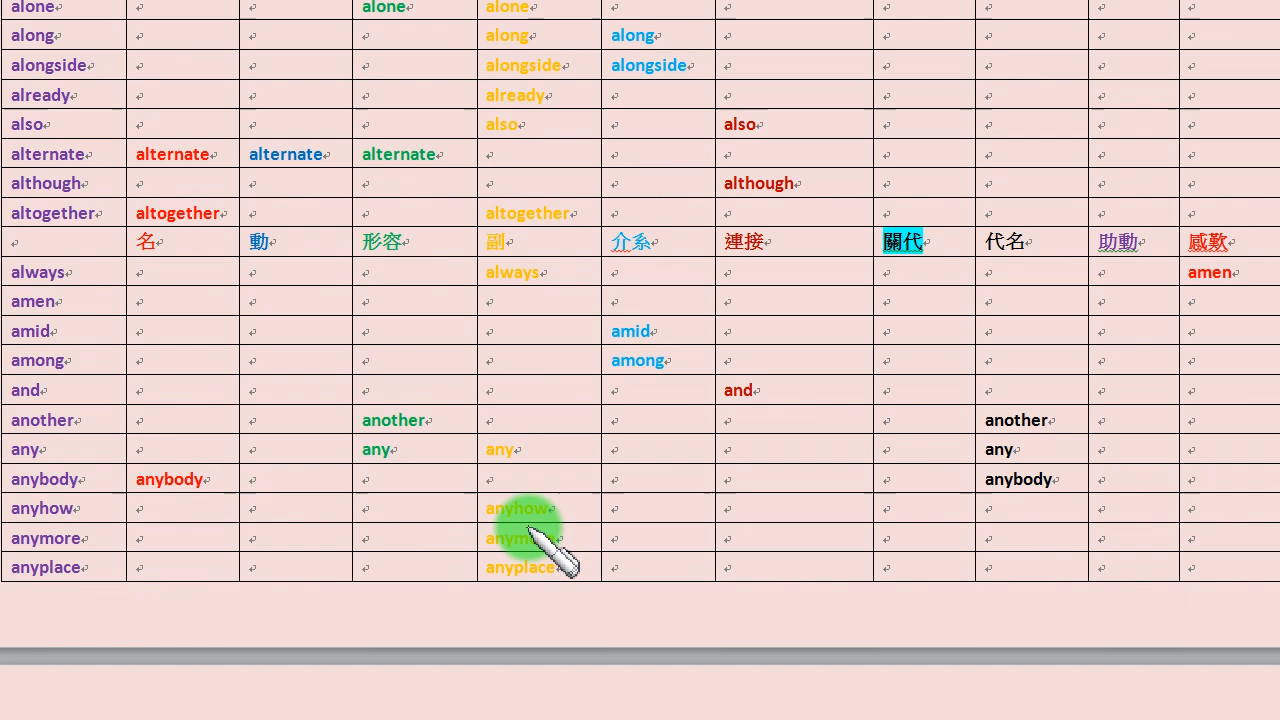 alone alone alone
along along along
alongside alongside alongside
already already
also also also
alternate alternate alternate alternate
although although
altogether altogether altogether
名 動 形容 副 介系 連接 關代 代名 助動 感歎
always always amen
amen
amid amid
among among
and and
another another another
any any any any
anybody anybody anybody
anyhow anyhow
anymore
anyplace anyplace